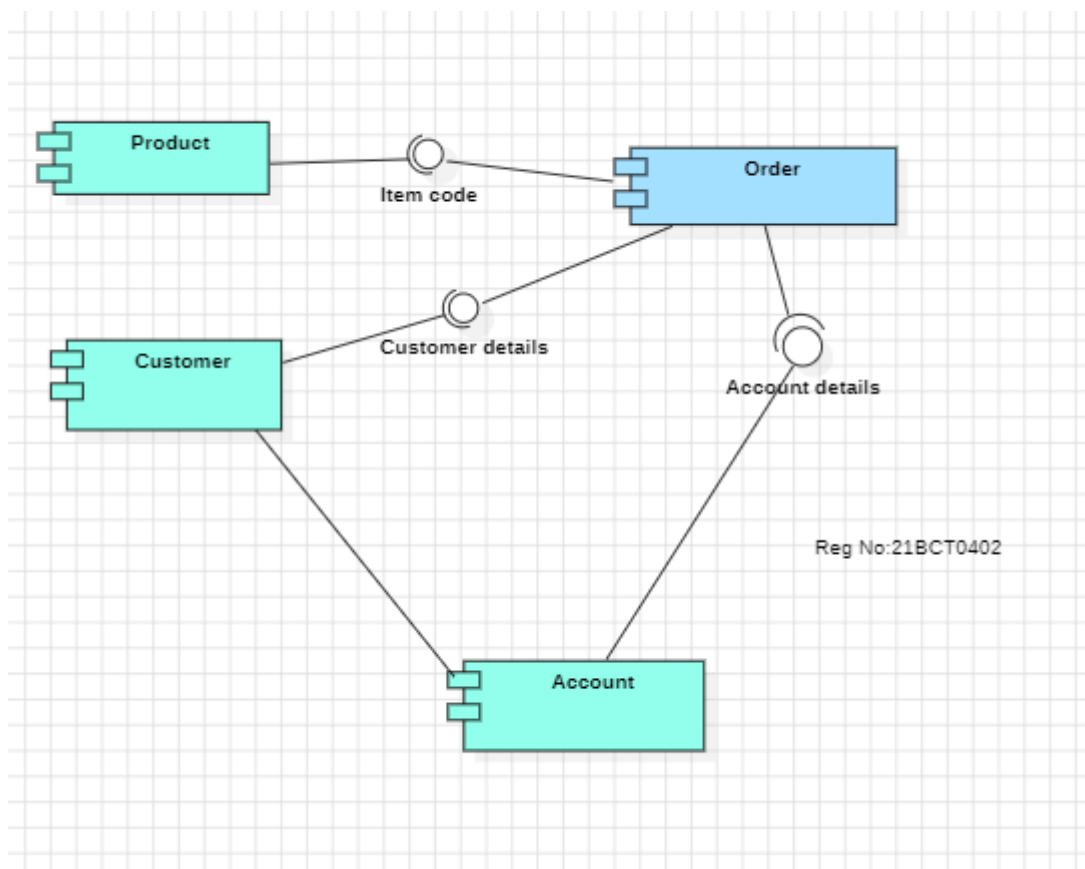 Product
Order
Item code
Customer details
Customer
Account details
Reg No:21BCT0402
Account